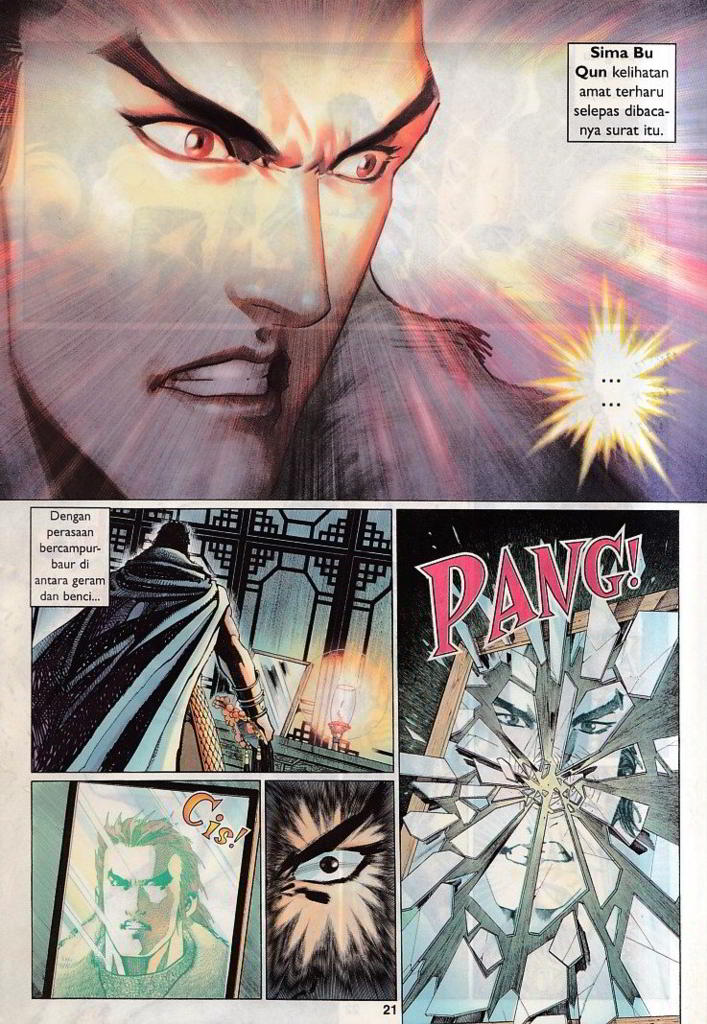 Sima Bu
Qun kelihatan
amat terharu
selepas dibaca-
nya surat itu.
...
...
Dengan
perasaan
bercampur-
baur di
antara geram
dan benci...
PANG!
Cis!
21